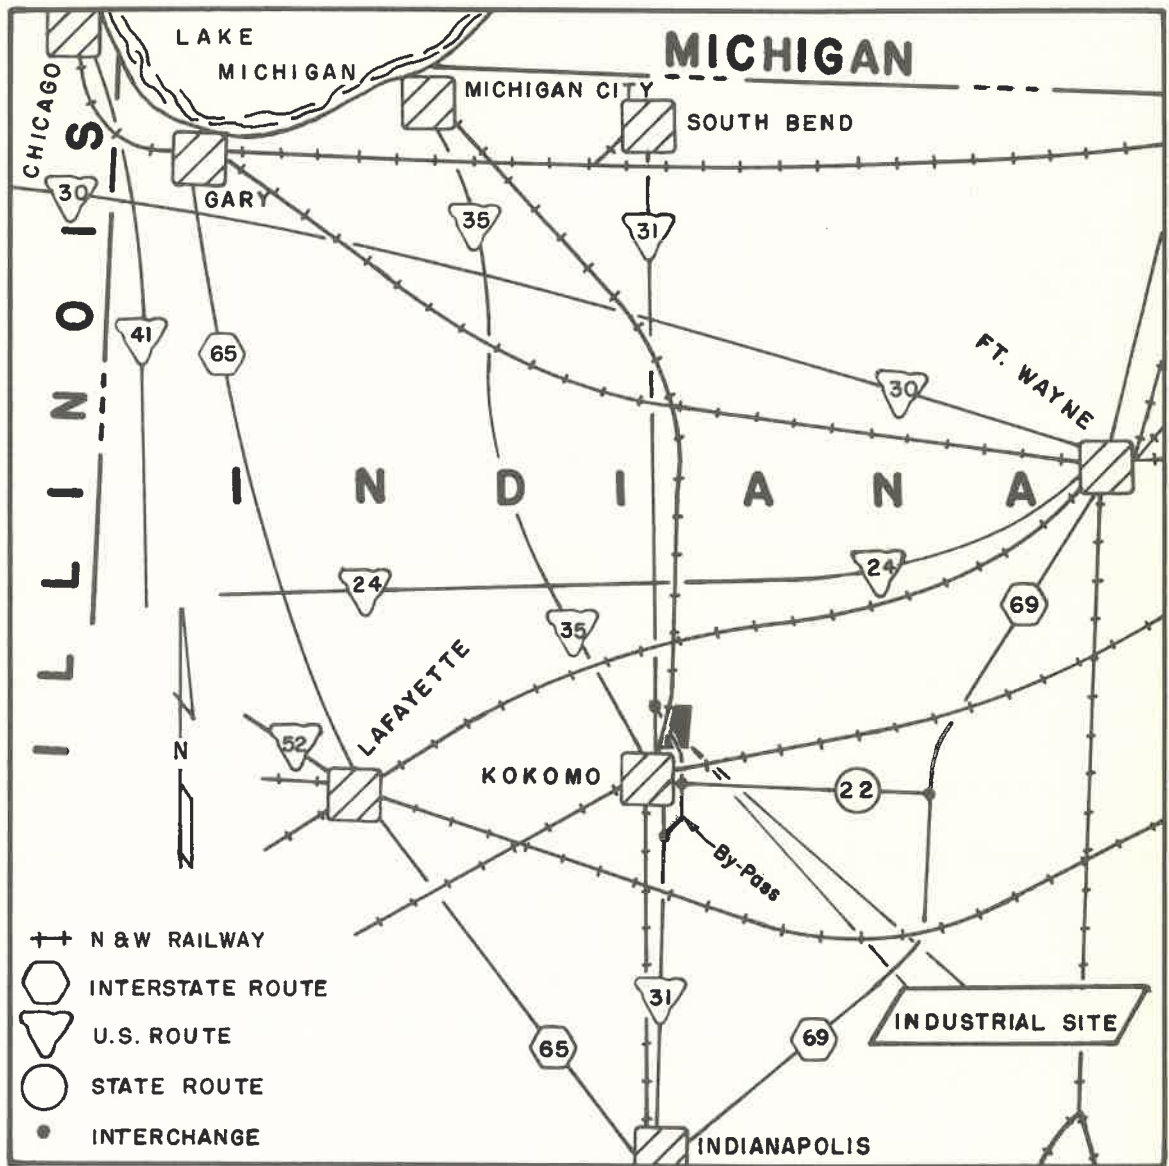 LAKE
MICHIGAN
MICHIGAN
CHICAGO
MICHIGAN CITY
SOUTH BEND
GARY
30
35
31
41
65
30
FT. WAYNE
ILLINOIS
INDIANA
24
24
69
35
LAFAYETTE
52
N
KOKOMO
22
By-Pass
N & W RAILWAY
INTERSTATE ROUTE
U.S. ROUTE
STATE ROUTE
INTERCHANGE
31
65
69
INDUSTRIAL SITE
INDIANAPOLIS